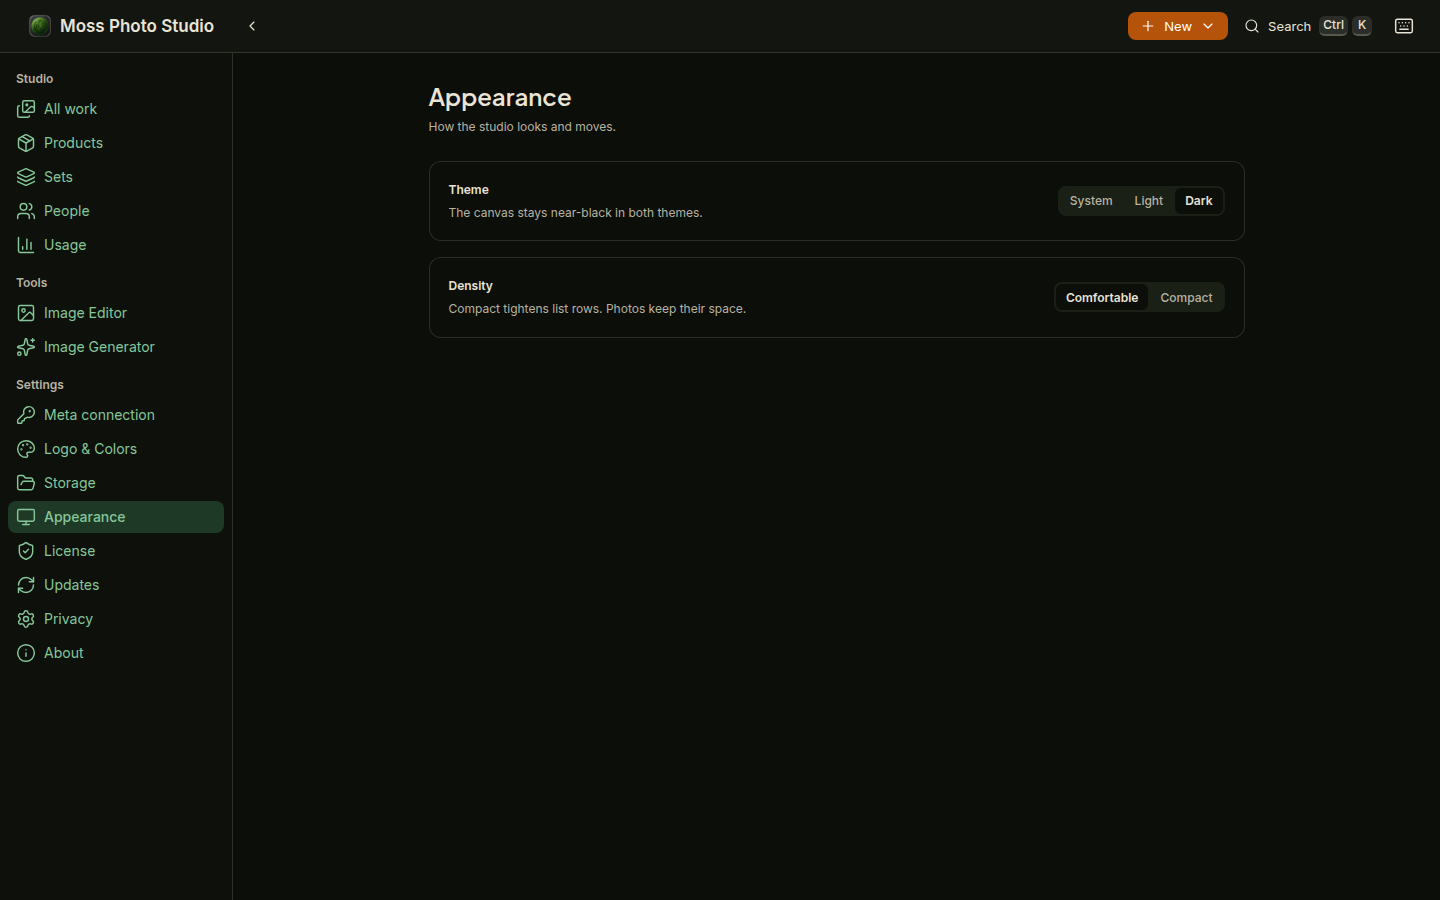 Moss Photo Studio
New
Search Ctrl K
Studio
All work
Products
Sets
People
Usage
Tools
Image Editor
Image Generator
Settings
Meta connection
Logo & Colors
Storage
Appearance
License
Updates
Privacy
About
Appearance
How the studio looks and moves.
Theme
The canvas stays near-black in both themes.
System Light Dark
Density
Compact tightens list rows. Photos keep their space.
Comfortable Compact